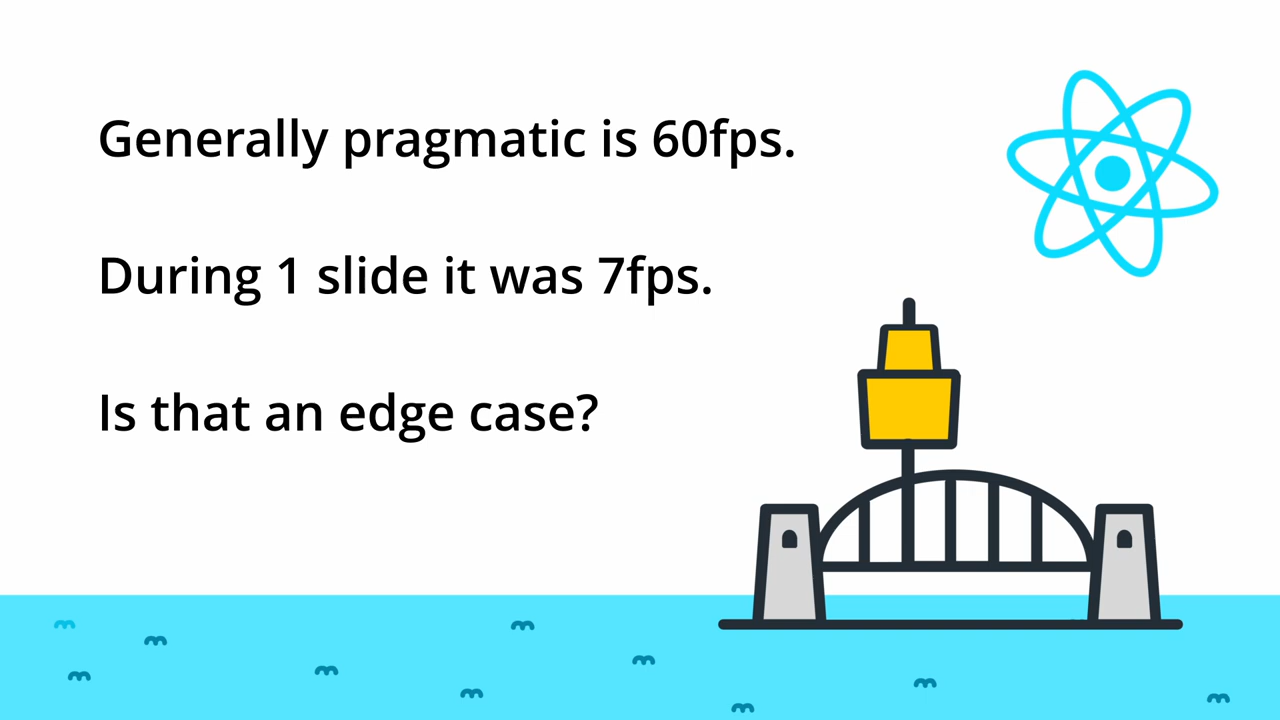 Generally pragmatic is 60fps.
During 1 slide it was 7fps.
Is that an edge case?